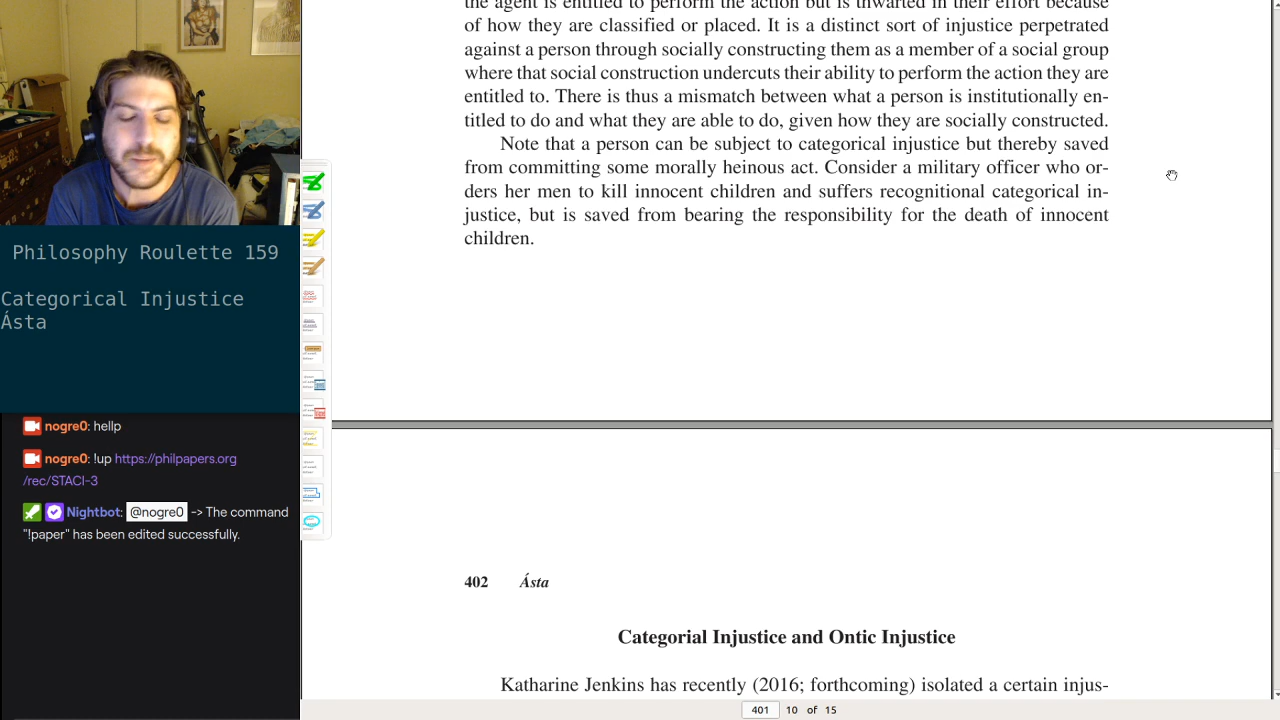 the agent is entitled to perform the action but is thwarted in their effort because
of how they are classified or placed. It is a distinct sort of injustice perpetrated
against a person through socially constructing them as a member of a social group
where that social construction undercuts their ability to perform the action they are
entitled to. There is thus a mismatch between what a person is institutionally en-
titled to do and what they are able to do, given how they are socially constructed.
Note that a person can be subject to categorical injustice but thereby saved
from committing some morally heinous act. Consider a military officer who or-
ders her men to kill innocent children and suffers recognitional categorical in-
justice, but is saved from bearing the responsibility for the death of innocent
children.
402 Ásta
Categorial Injustice and Ontic Injustice
Katharine Jenkins has recently (2016; forthcoming) isolated a certain injus-
401 10 of 15
Philosophy Roulette 159
Categorical Injustice
Ásta
nogre0: hellp
nogre0: !up https://philpapers.org
/rec/STACI-3
Nightbot: @nogre0 -> The command
"!paper" has been edited successfully.